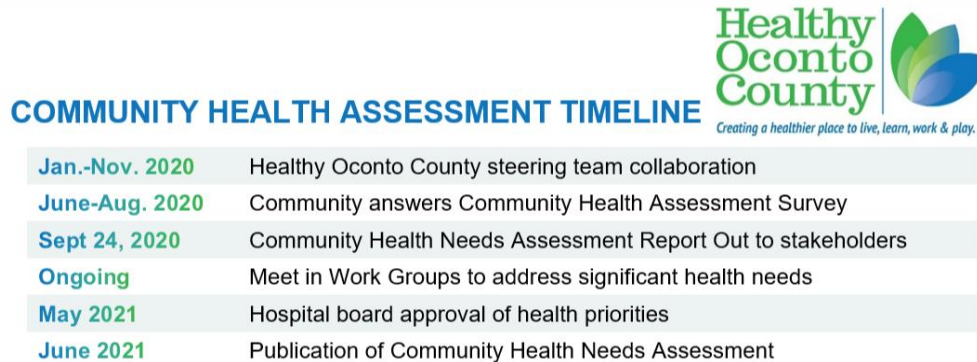 Healthy
Oconto
County
Creating a healthier place to live, learn, work & play.
COMMUNITY HEALTH ASSESSMENT TIMELINE
Jan.-Nov. 2020 Healthy Oconto County steering team collaboration
June-Aug. 2020 Community answers Community Health Assessment Survey
Sept 24, 2020 Community Health Needs Assessment Report Out to stakeholders
Ongoing Meet in Work Groups to address significant health needs
May 2021 Hospital board approval of health priorities
June 2021 Publication of Community Health Needs Assessment